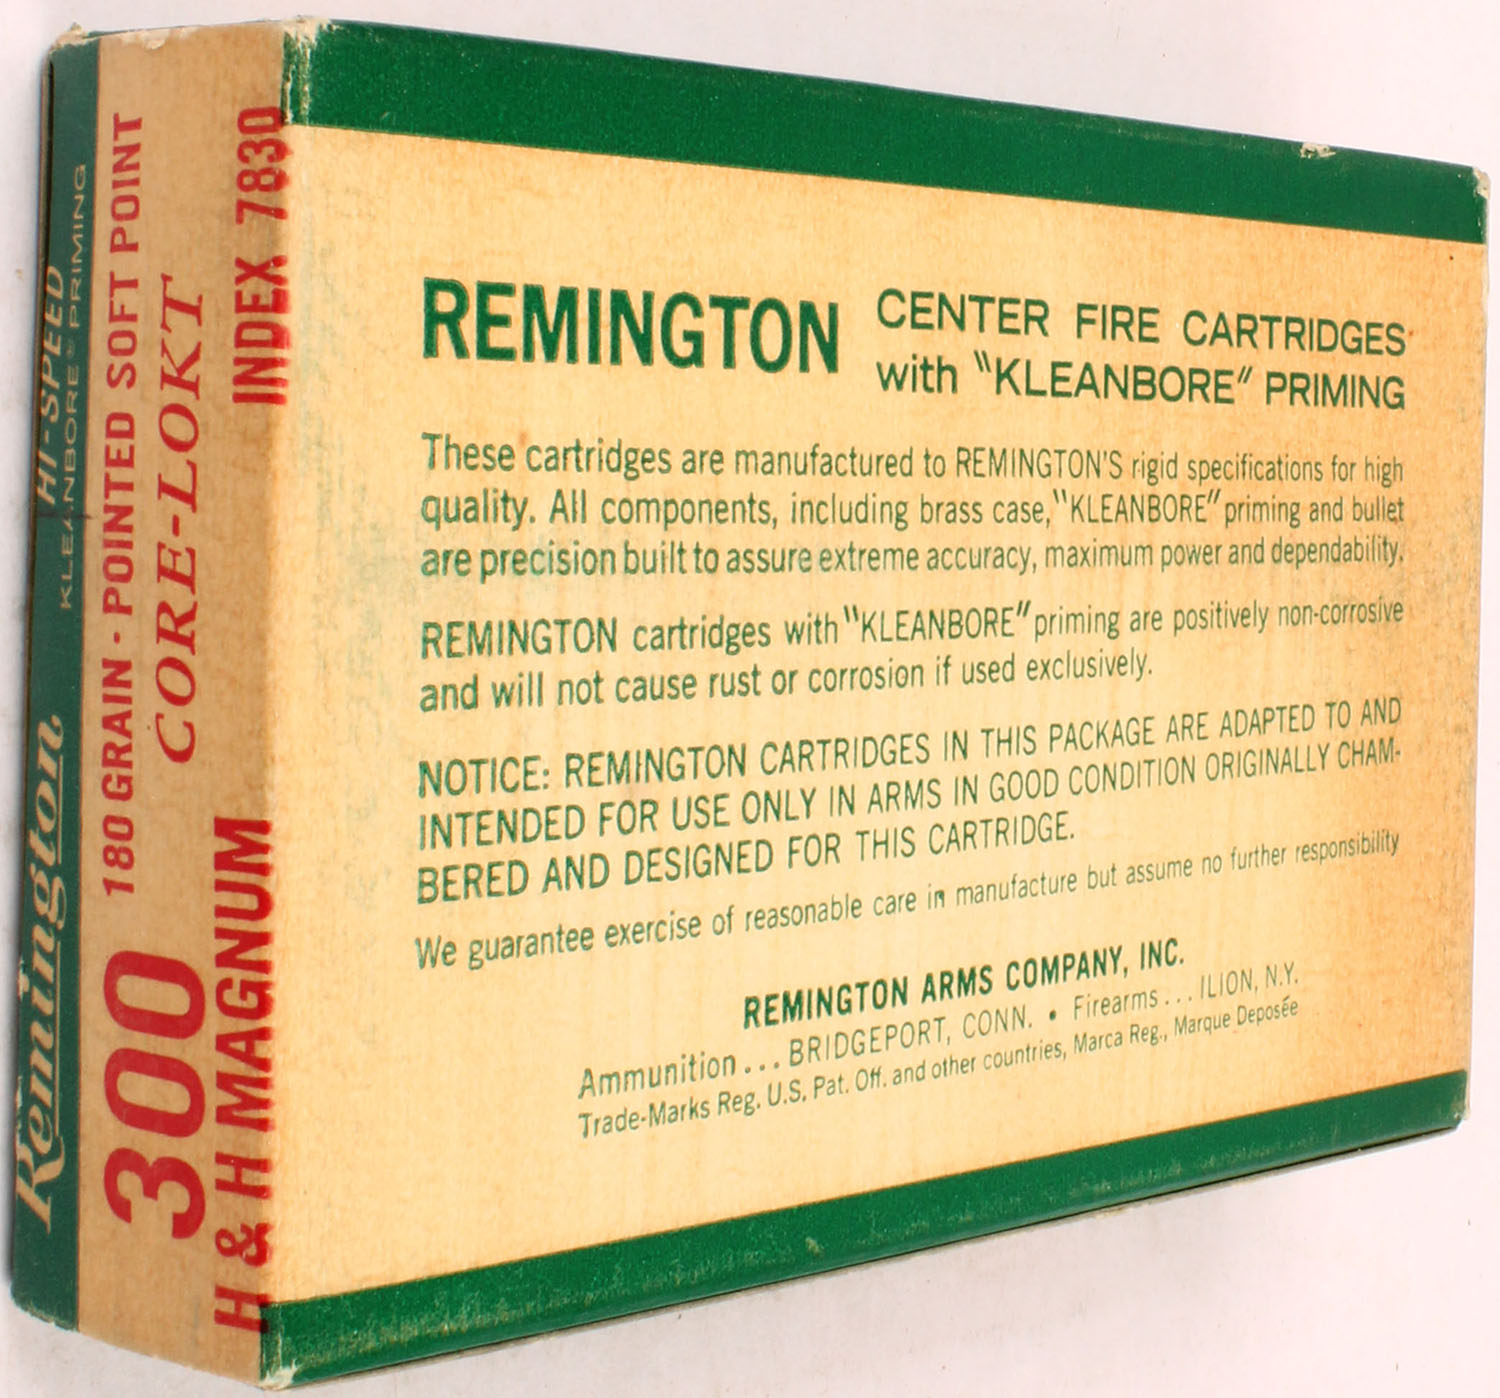 Remington HI-SPEED
KLEANBORE® PRIMING
180 GRAIN - POINTED SOFT POINT
300 CORE-LOKT
H & H MAGNUM INDEX 7830
REMINGTON CENTER FIRE CARTRIDGES
with "KLEANBORE" PRIMING
These cartridges are manufactured to REMINGTON'S rigid specifications for high
quality. All components, including brass case, "KLEANBORE" priming and bullet
are precision built to assure extreme accuracy, maximum power and dependability.
REMINGTON cartridges with "KLEANBORE" priming are positively non-corrosive
and will not cause rust or corrosion if used exclusively.
NOTICE: REMINGTON CARTRIDGES IN THIS PACKAGE ARE ADAPTED TO AND
INTENDED FOR USE ONLY IN ARMS IN GOOD CONDITION ORIGINALLY CHAM-
BERED AND DESIGNED FOR THIS CARTRIDGE.
We guarantee exercise of reasonable care in manufacture but assume no further responsibility
REMINGTON ARMS COMPANY, INC.
Ammunition... BRIDGEPORT, CONN. • Firearms... ILION, N.Y.
Trade-Marks Reg. U.S. Pat. Off. and other countries, Marca Reg., Marque Deposée